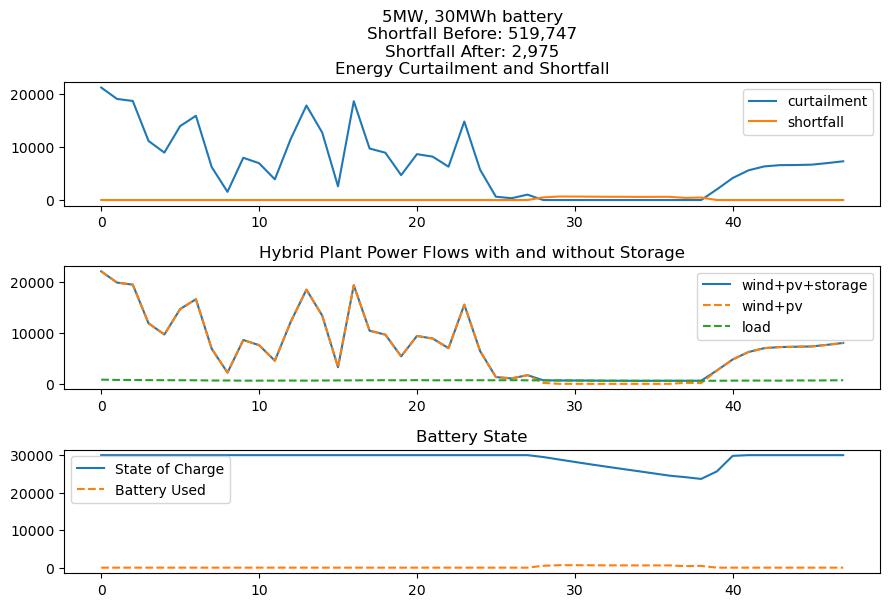 5MW, 30MWh battery
Shortfall Before: 519,747
Shortfall After: 2,975
Energy Curtailment and Shortfall
20000
10000
0
curtailment
shortfall
0 10 20 30 40
Hybrid Plant Power Flows with and without Storage
20000
10000
0
wind+pv+storage
wind+pv
load
0 10 20 30 40
Battery State
30000
20000
10000
0
State of Charge
Battery Used
0 10 20 30 40